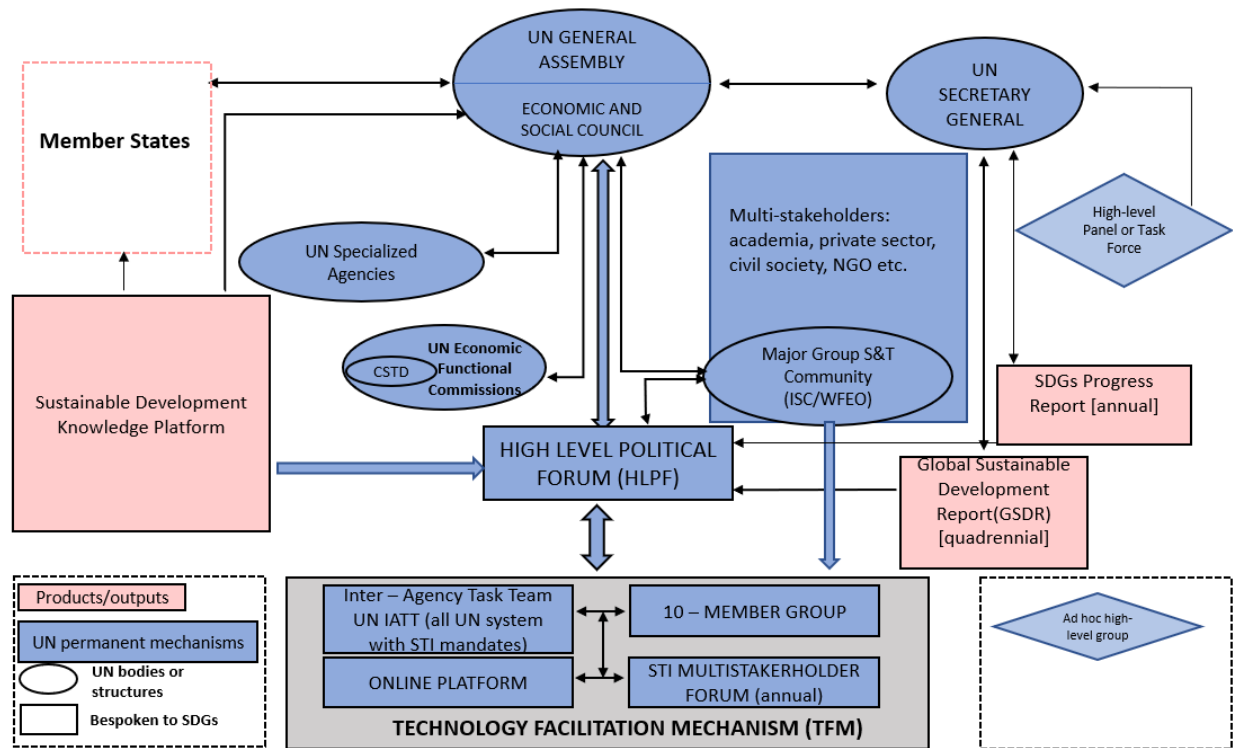 UN GENERAL
ASSEMBLY
ECONOMIC AND
SOCIAL COUNCIL
UN
SECRETARY
GENERAL
Member States
Multi-stakeholders:
academia, private sector,
civil society, NGO etc.
High-level
Panel or Task
Force
UN Specialized
Agencies
UN Economic
Functional
Commissions
CSTD
Major Group S&T
Community
(ISC/WFEO)
SDGs Progress
Report [annual]
Sustainable Development
Knowledge Platform
HIGH LEVEL POLITICAL
FORUM (HLPF)
Global Sustainable
Development
Report(GSDR)
[quadrennial]
Products/outputs
UN permanent mechanisms
UN bodies or
structures
Bespoken to SDGs
Inter – Agency Task Team
UN IATT (all UN system
with STI mandates)
10 – MEMBER GROUP
ONLINE PLATFORM
STI MULTISTAKERHOLDER
FORUM (annual)
TECHNOLOGY FACILITATION MECHANISM (TFM)
Ad hoc high-
level group